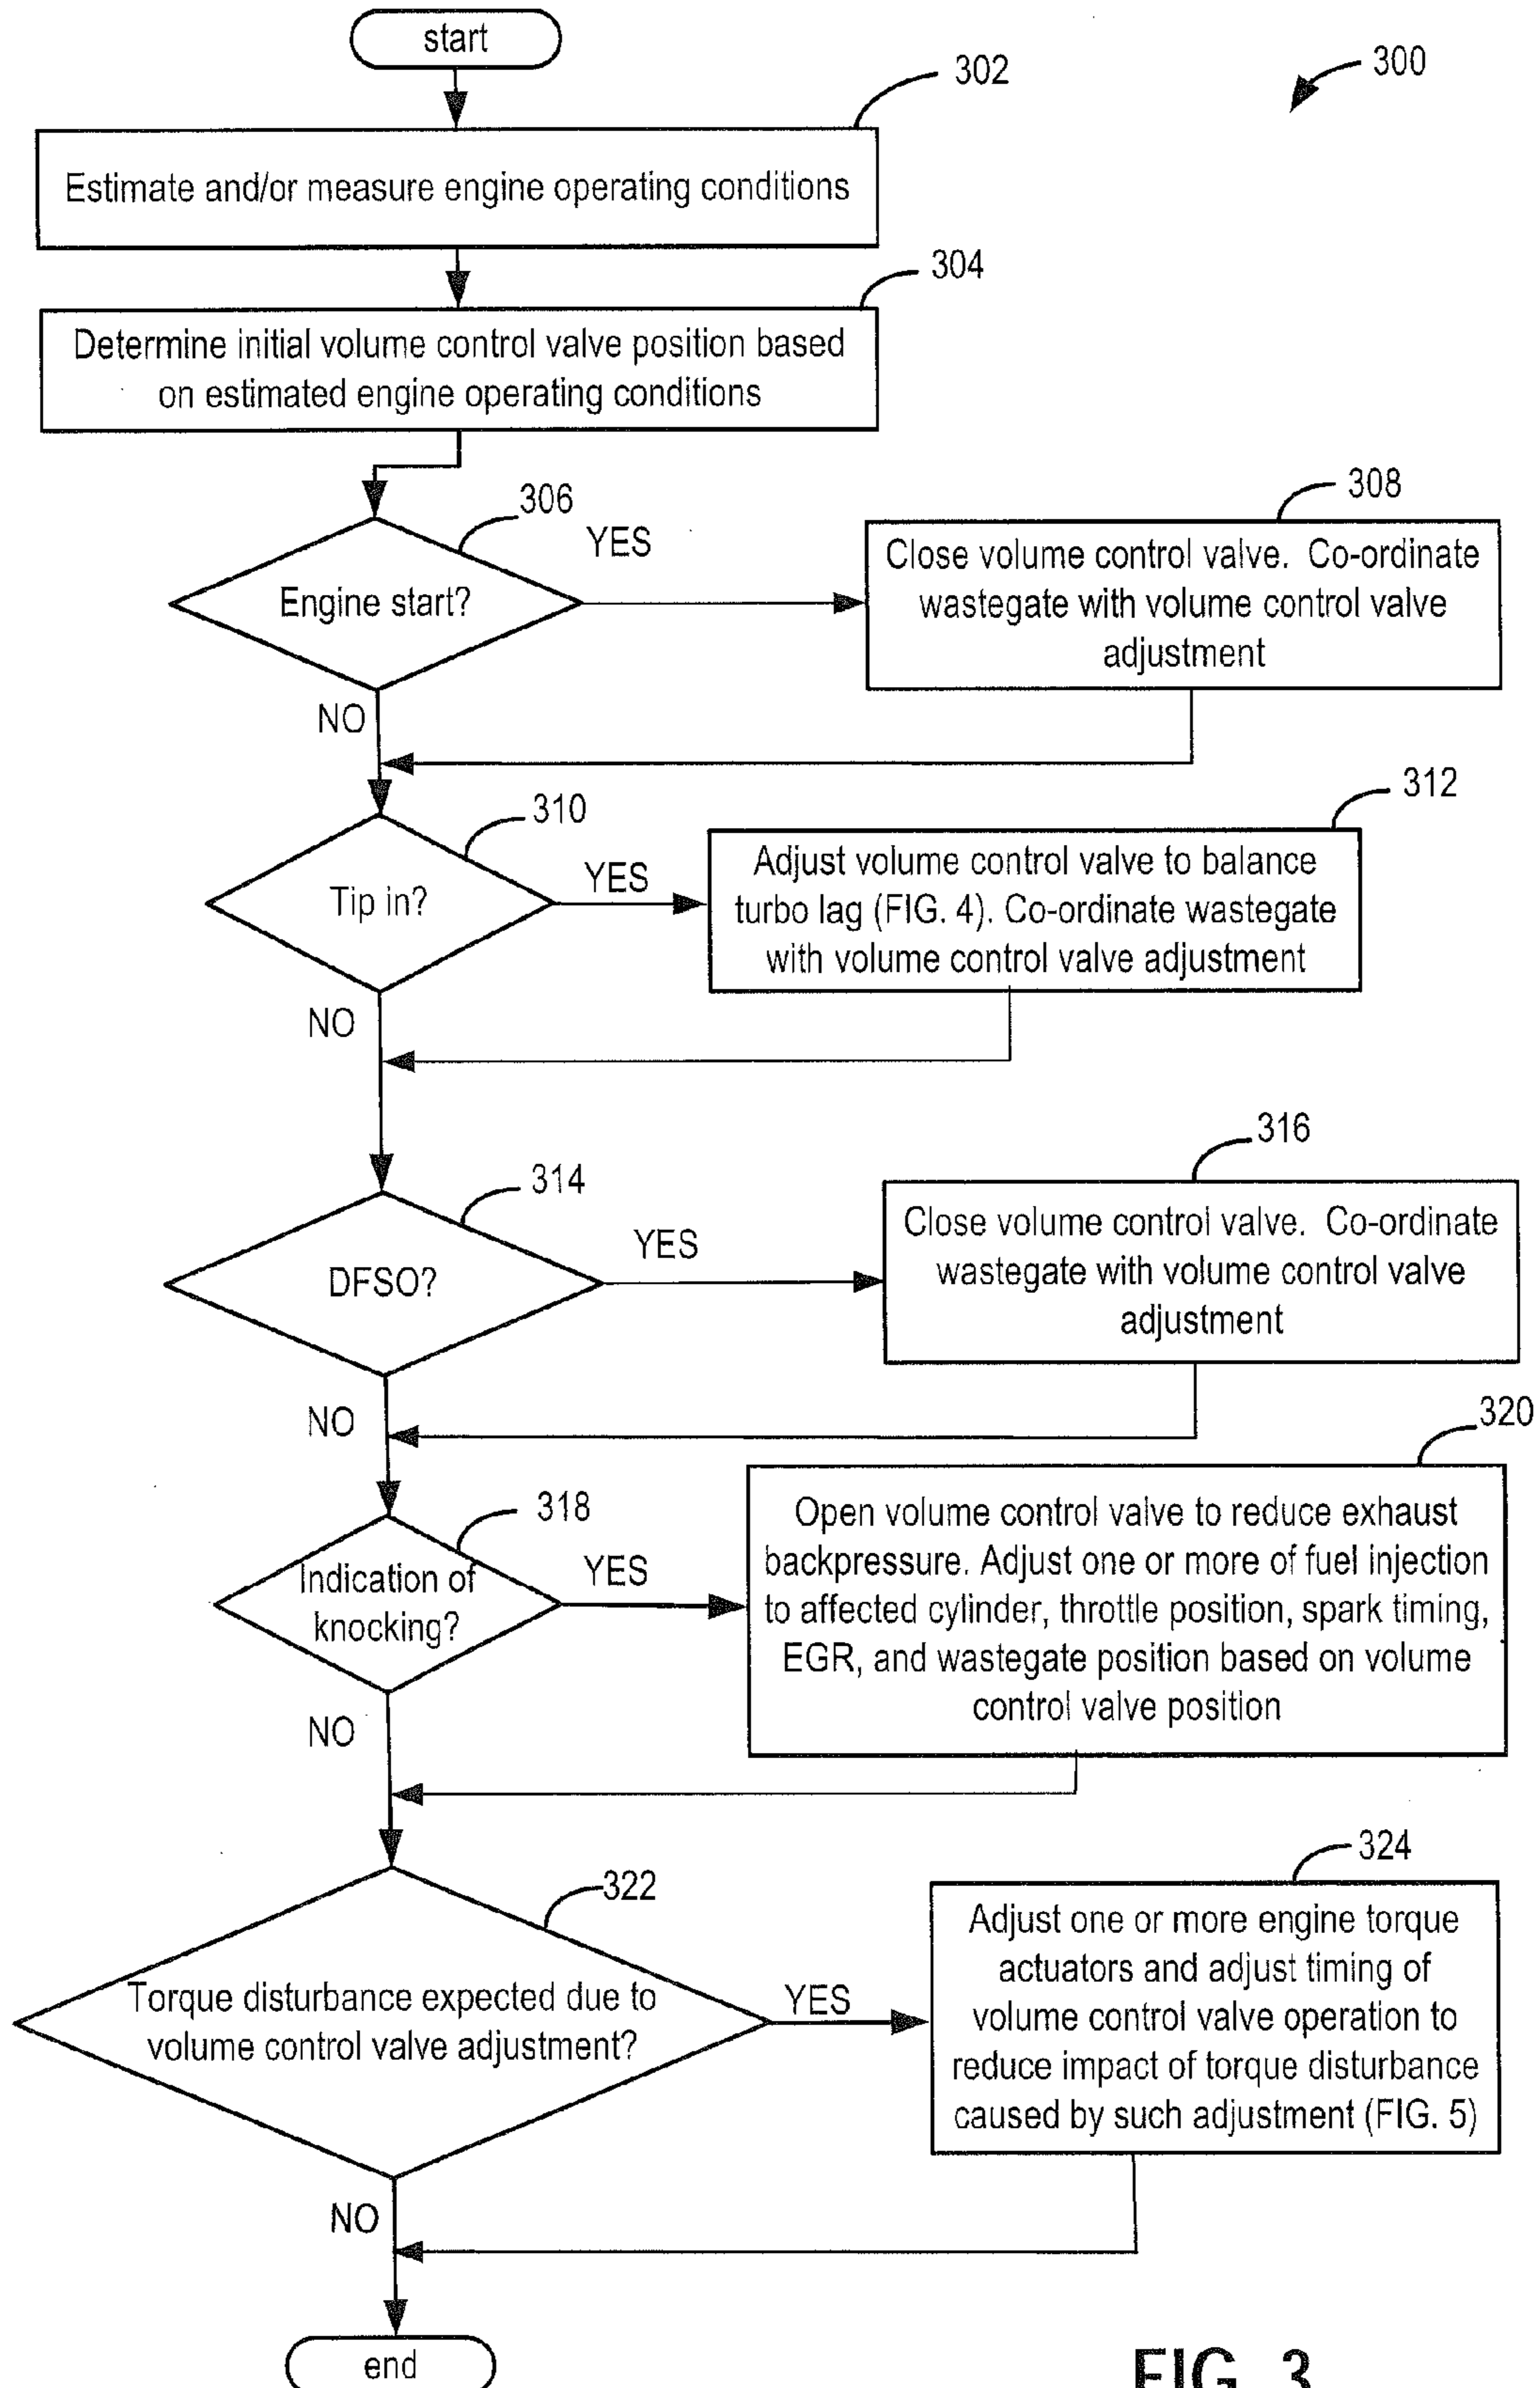 start
302
300
Estimate and/or measure engine operating conditions
304
Determine initial volume control valve position based
on estimated engine operating conditions
306
308
YES
Engine start?
Close volume control valve. Co-ordinate
wastegate with volume control valve
adjustment
NO
310
312
YES
Tip in?
Adjust volume control valve to balance
turbo lag (FIG. 4). Co-ordinate wastegate
with volume control valve adjustment
NO
314
316
YES
DFSO?
Close volume control valve. Co-ordinate
wastegate with volume control valve
adjustment
NO
318
320
YES
Indication of
knocking?
Open volume control valve to reduce exhaust
backpressure. Adjust one or more of fuel injection
to affected cylinder, throttle position, spark timing,
EGR, and wastegate position based on volume
control valve position
NO
322
324
Torque disturbance expected due to
volume control valve adjustment?
YES
Adjust one or more engine torque
actuators and adjust timing of
volume control valve operation to
reduce impact of torque disturbance
caused by such adjustment (FIG. 5)
NO
end
FIG. 3